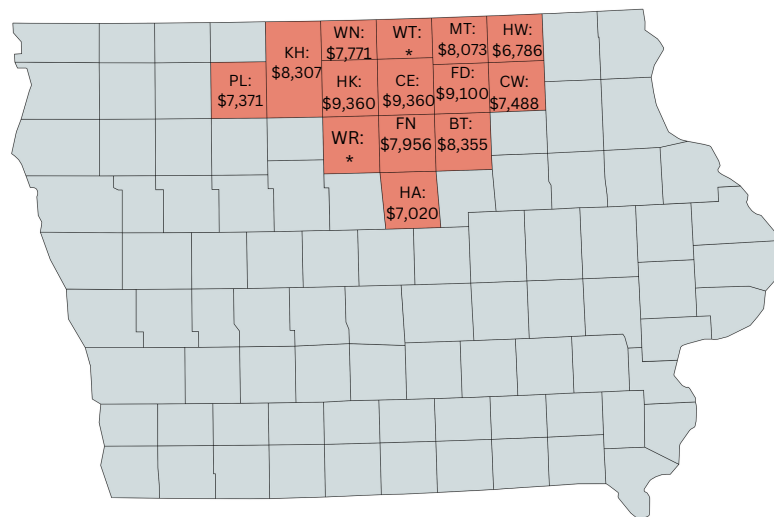 WN:
$7,771
WT:
*
MT:
$8,073
HW:
$6,786
KH:
$8,307
PL:
$7,371
HK:
$9,360
CE:
$9,360
FD:
$9,100
CW:
$7,488
WR:
*
FN
$7,956
BT:
$8,355
HA:
$7,020